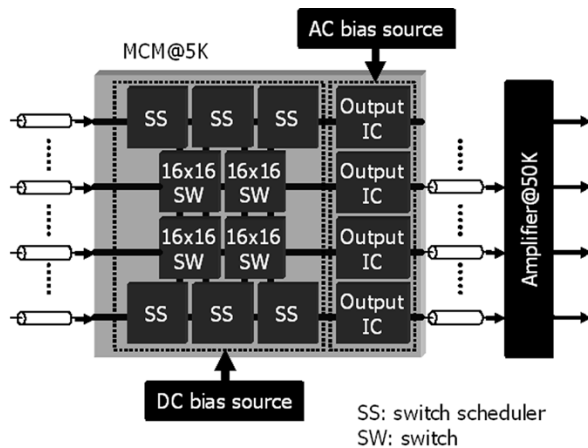 AC bias source
MCM@5K
SS SS SS Output IC
16x16 SW 16x16 SW Output IC
16x16 SW 16x16 SW Output IC
SS SS SS Output IC
Amplifier@50K
DC bias source
SS: switch scheduler
SW: switch